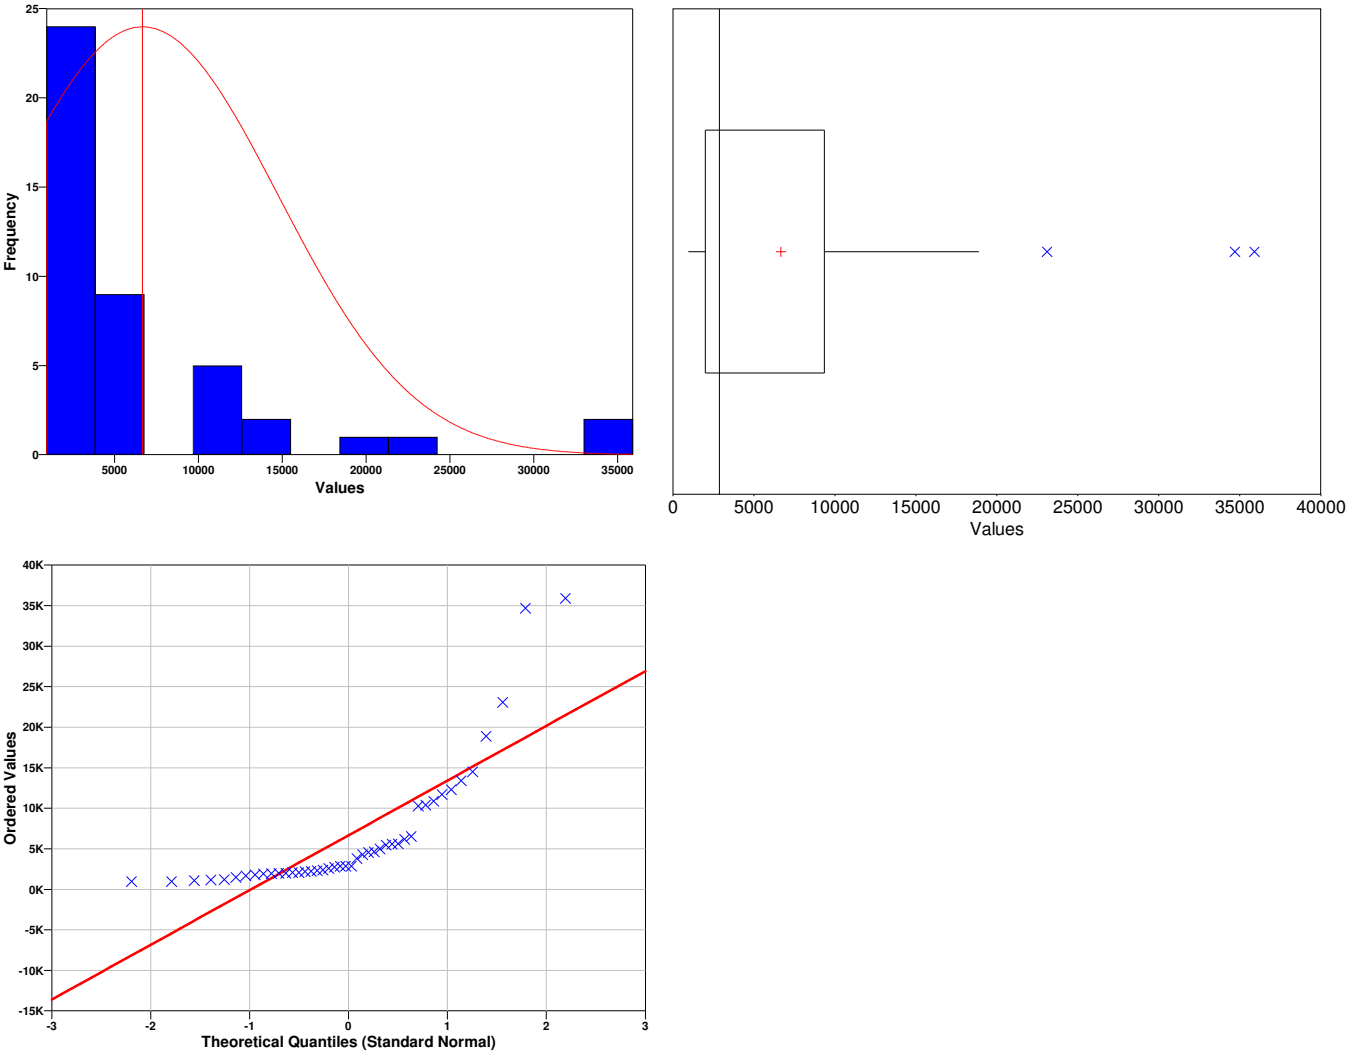 25
20
15
10
5
0
Frequency
5000 10000 15000 20000 25000 30000 35000
Values
0 5000 10000 15000 20000 25000 30000 35000 40000
Values
40K
35K
30K
25K
20K
15K
10K
5K
0K
-5K
-10K
-15K
Ordered Values
-3 -2 -1 0 1 2 3
Theoretical Quantiles (Standard Normal)